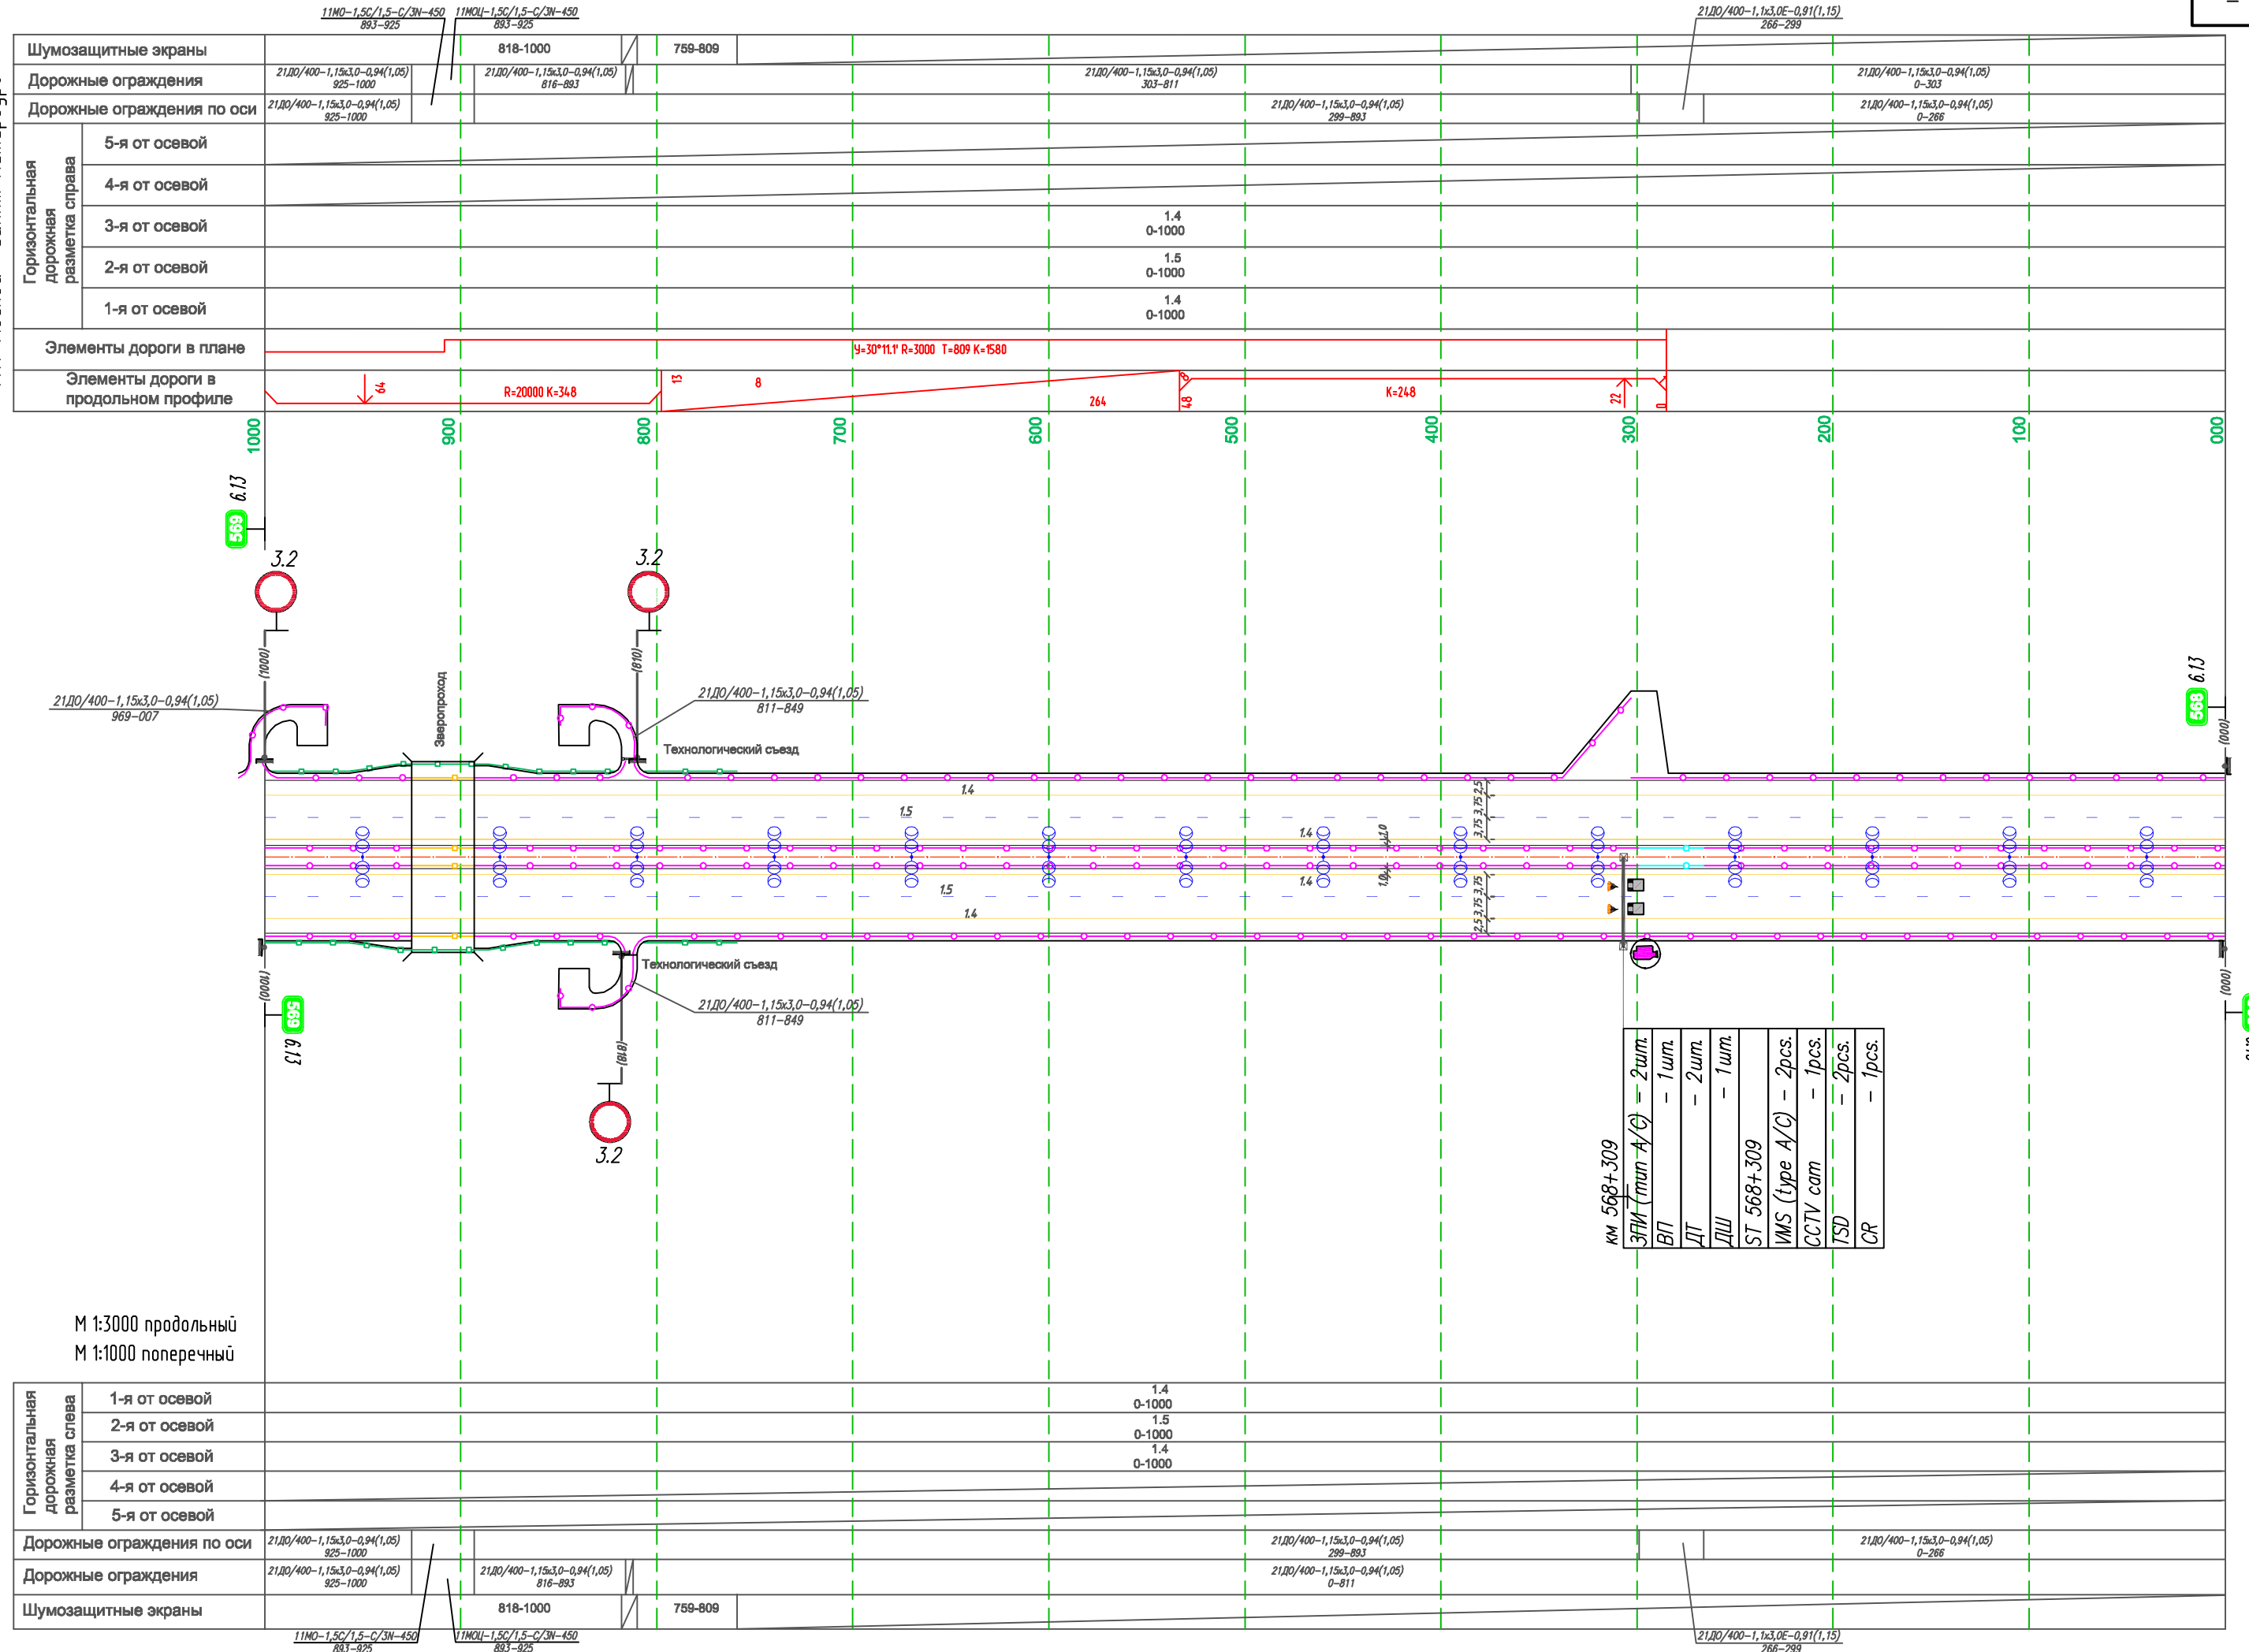 11МО-1,5С/1,5-С/3N-450
893-925
11МОЦ-1,5С/1,5-С/3N-450
893-925
21ДО/400-1,1х3,0Е-0,91(1,15)
266-299
Шумозащитные экраны
818-1000
759-809
Дорожные ограждения
21ДО/400-1,15х3,0-0,94(1,05)
925-1000
21ДО/400-1,15х3,0-0,94(1,05)
816-893
21ДО/400-1,15х3,0-0,94(1,05)
303-811
21ДО/400-1,15х3,0-0,94(1,05)
0-303
Дорожные ограждения по оси
21ДО/400-1,15х3,0-0,94(1,05)
925-1000
21ДО/400-1,15х3,0-0,94(1,05)
299-893
21ДО/400-1,15х3,0-0,94(1,05)
0-266
Горизонтальная
дорожная
разметка справа
5-я от осевой
4-я от осевой
3-я от осевой
1.4
0-1000
2-я от осевой
1.5
0-1000
1-я от осевой
1.4
0-1000
Элементы дороги в плане
У=30°11.1' R=3000 T=809 K=1580
Элементы дороги в
продольном профиле
64
R=20000 K=348
13
8
264
48
8
K=248
22
0
1000
900
800
700
600
500
400
300
200
100
000
569
6.13
3.2
3.2
(1000)
(810)
Зверопроход
21ДО/400-1,15х3,0-0,94(1,05)
969-007
21ДО/400-1,15х3,0-0,94(1,05)
811-849
Технологический съезд
568
6.13
(000)
1.4
1.5
1.4
1.0
2,5
3,75
3,75
1.4
1.5
1.4
1,0
3,75
3,75
2,5
Технологический съезд
21ДО/400-1,15х3,0-0,94(1,05)
811-849
(1000)
569
6.13
(818)
3.2
(000)
км 568+309
ЗПИ (тип А/С) - 2шт.
ВП - 1шт.
ДТ - 2шт.
ДШ - 1шт.
ST 568+309
VMS (type A/C) - 2pcs.
CCTV cam - 1pcs.
TSD - 2pcs.
CR - 1pcs.
М 1:3000 продольный
М 1:1000 поперечный
Горизонтальная
дорожная
разметка слева
1-я от осевой
1.4
0-1000
2-я от осевой
1.5
0-1000
3-я от осевой
1.4
0-1000
4-я от осевой
5-я от осевой
Дорожные ограждения по оси
21ДО/400-1,15х3,0-0,94(1,05)
925-1000
21ДО/400-1,15х3,0-0,94(1,05)
299-893
21ДО/400-1,15х3,0-0,94(1,05)
0-266
Дорожные ограждения
21ДО/400-1,15х3,0-0,94(1,05)
925-1000
21ДО/400-1,15х3,0-0,94(1,05)
816-893
21ДО/400-1,15х3,0-0,94(1,05)
0-811
Шумозащитные экраны
818-1000
759-809
11МО-1,5С/1,5-С/3N-450
893-925
11МОЦ-1,5С/1,5-С/3N-450
893-925
21ДО/400-1,1х3,0Е-0,91(1,15)
266-299